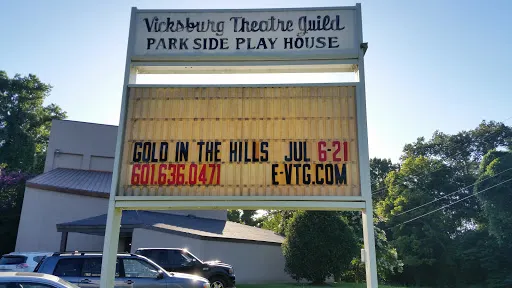 Vicksburg Theatre Guild
PARK SIDE PLAY HOUSE
GOLD IN THE HILLS JUL 6-21
601.636.0471 E-VTG.COM